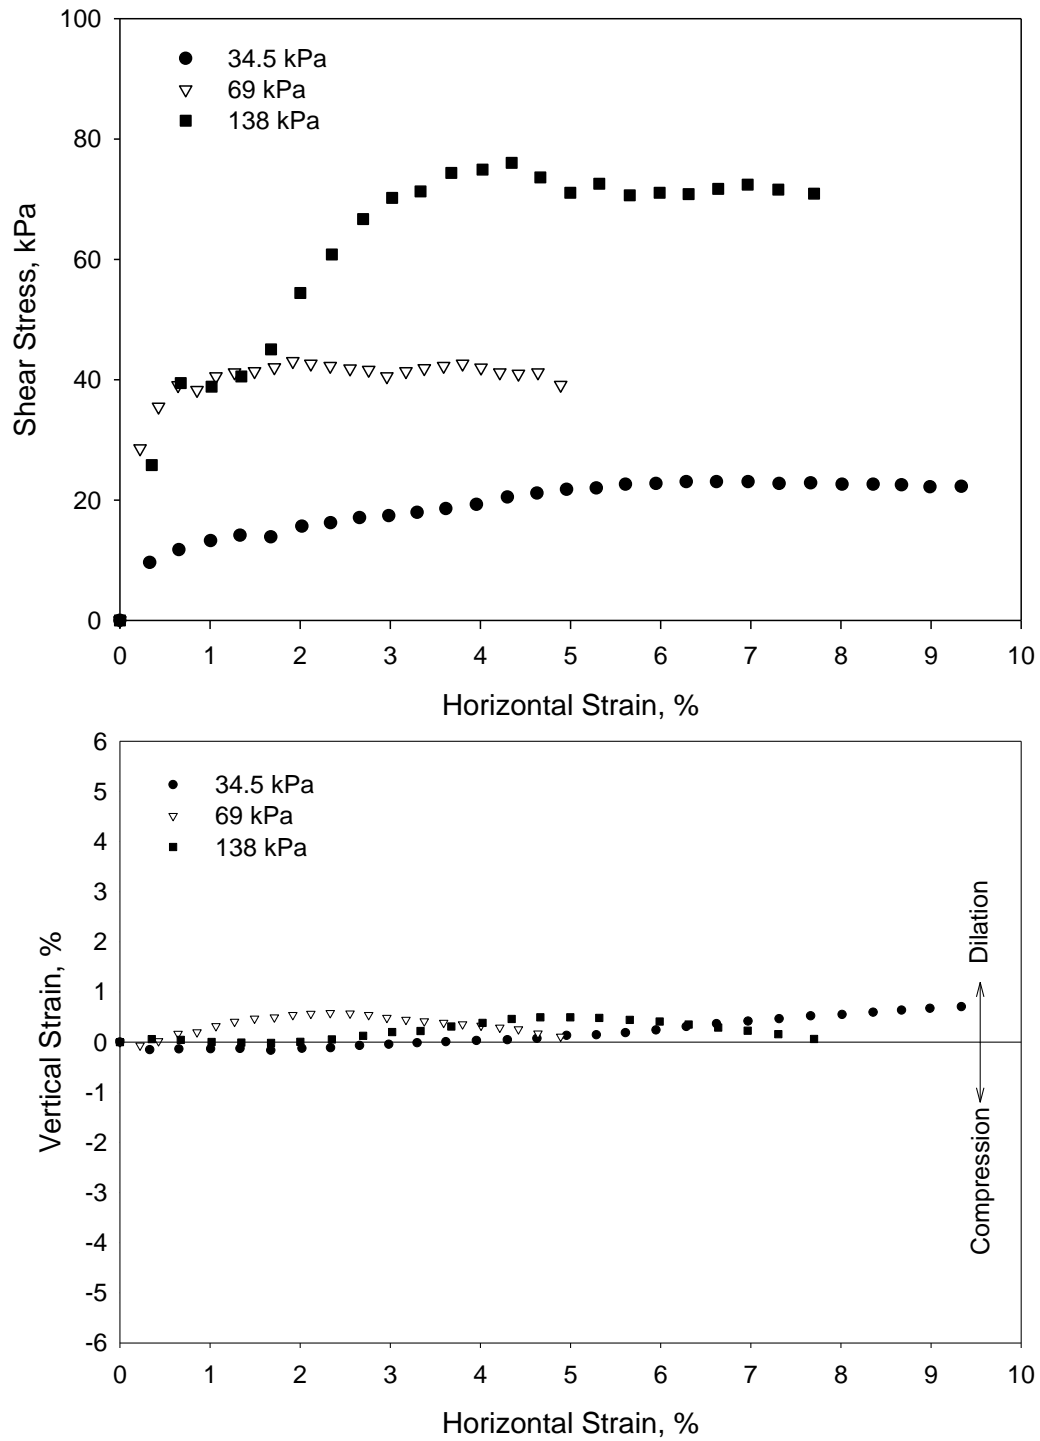 100
80
60
40
20
0
Shear Stress, kPa
34.5 kPa
69 kPa
138 kPa
0 1 2 3 4 5 6 7 8 9 10
Horizontal Strain, %
6
5
4
3
2
1
0
-1
-2
-3
-4
-5
-6
Vertical Strain, %
34.5 kPa
69 kPa
138 kPa
Dilation
Compression
0 1 2 3 4 5 6 7 8 9 10
Horizontal Strain, %